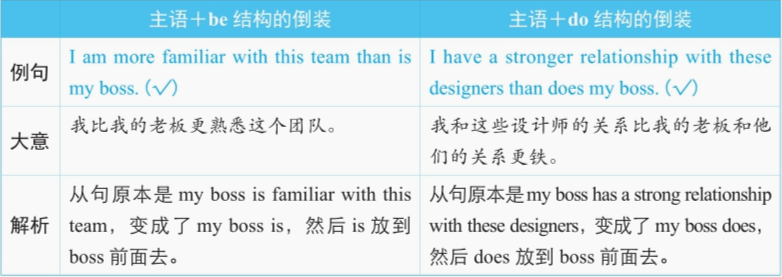 主语＋be 结构的倒装
主语＋do 结构的倒装
例句
I am more familiar with this team than is
my boss.（√）
I have a stronger relationship with these
designers than does my boss.（√）
大意
我比我的老板更熟悉这个团队。
我和这些设计师的关系比我的老板和他
们的关系更铁。
解析
从句原本是 my boss is familiar with this
team，变成了 my boss is，然后 is 放到
boss 前面去。
从句原本是 my boss has a strong relationship
with these designers，变成了 my boss does，
然后 does 放到 boss 前面去。